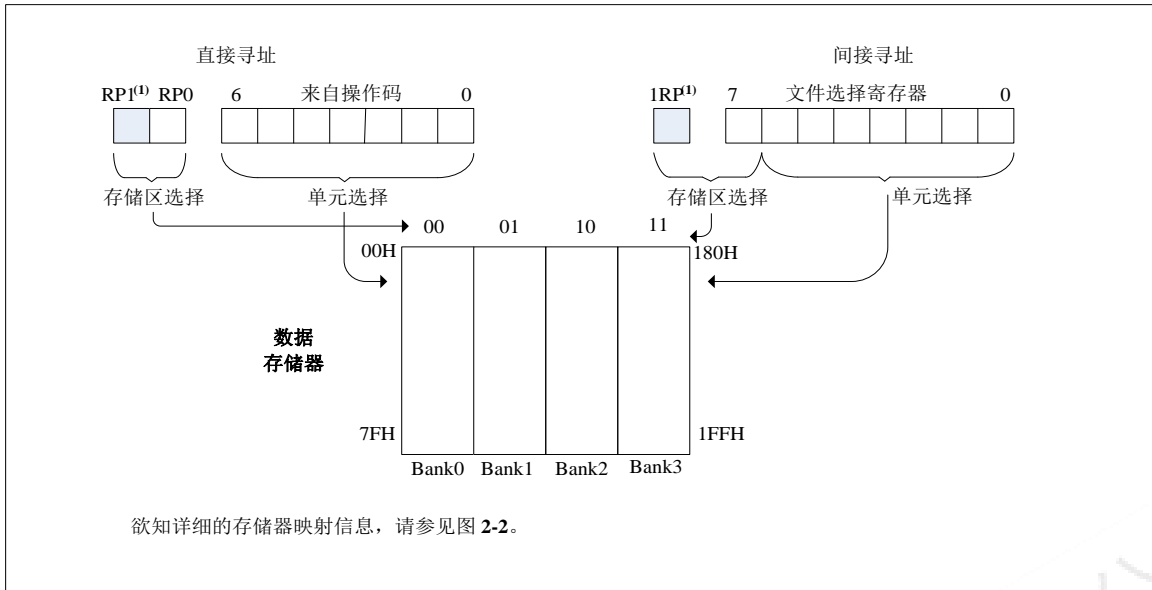 直接寻址 间接寻址
RP1(1) RP0 6 来自操作码 0 1RP(1) 7 文件选择寄存器 0
存储区选择 单元选择 存储区选择 单元选择
00 01 10 11
00H 180H
数据
存储器
7FH 1FFH
Bank0 Bank1 Bank2 Bank3
欲知详细的存储器映射信息，请参见图 2-2。